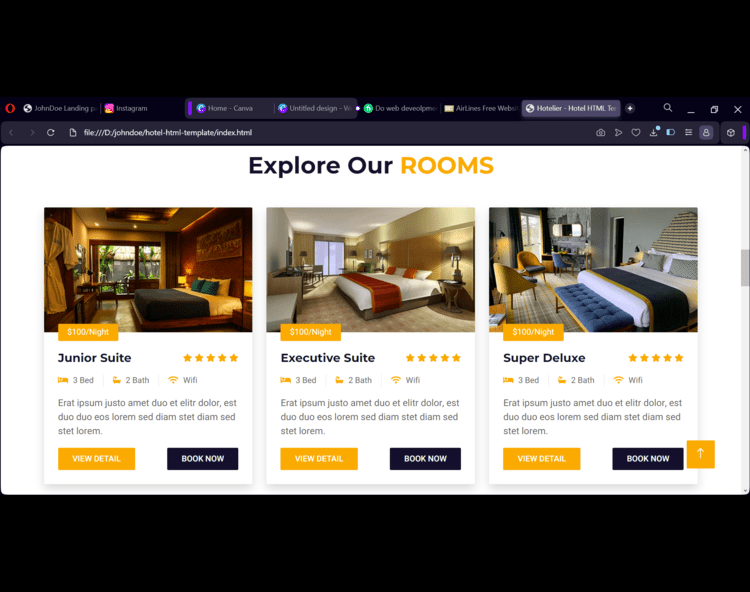 JohnDoe Landing pa
Instagram
Home - Canva
Untitled design - W
Do web deveolpme
AirLines Free Websi
Hotelier - Hotel HTML Te
file:///D:/johndoe/hotel-html-template/index.html
Explore Our ROOMS
$100/Night
$100/Night
$100/Night
Junior Suite
Executive Suite
Super Deluxe
3 Bed 2 Bath Wifi
3 Bed 2 Bath Wifi
3 Bed 2 Bath Wifi
Erat ipsum justo amet duo et elitr dolor, est
duo duo eos lorem sed diam stet diam sed
stet lorem.
Erat ipsum justo amet duo et elitr dolor, est
duo duo eos lorem sed diam stet diam sed
stet lorem.
Erat ipsum justo amet duo et elitr dolor, est
duo duo eos lorem sed diam stet diam sed
stet lorem.
VIEW DETAIL BOOK NOW
VIEW DETAIL BOOK NOW
VIEW DETAIL BOOK NOW